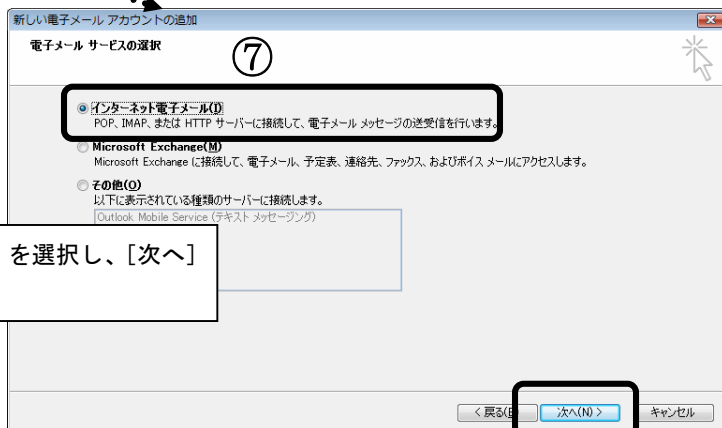 新しい電子メール アカウントの追加
電子メール サービスの選択
⑦
インターネット電子メール(I)
POP、IMAP、または HTTP サーバーに接続して、電子メール メッセージの送受信を行います。
Microsoft Exchange(M)
Microsoft Exchange に接続して、電子メール、予定表、連絡先、ファックス、およびボイス メールにアクセスします。
その他(O)
以下に表示されている種類のサーバーに接続します。
Outlook Mobile Service (テキスト メッセージング)
を選択し、[次へ]
< 戻る(B
次へ(N) >
キャンセル